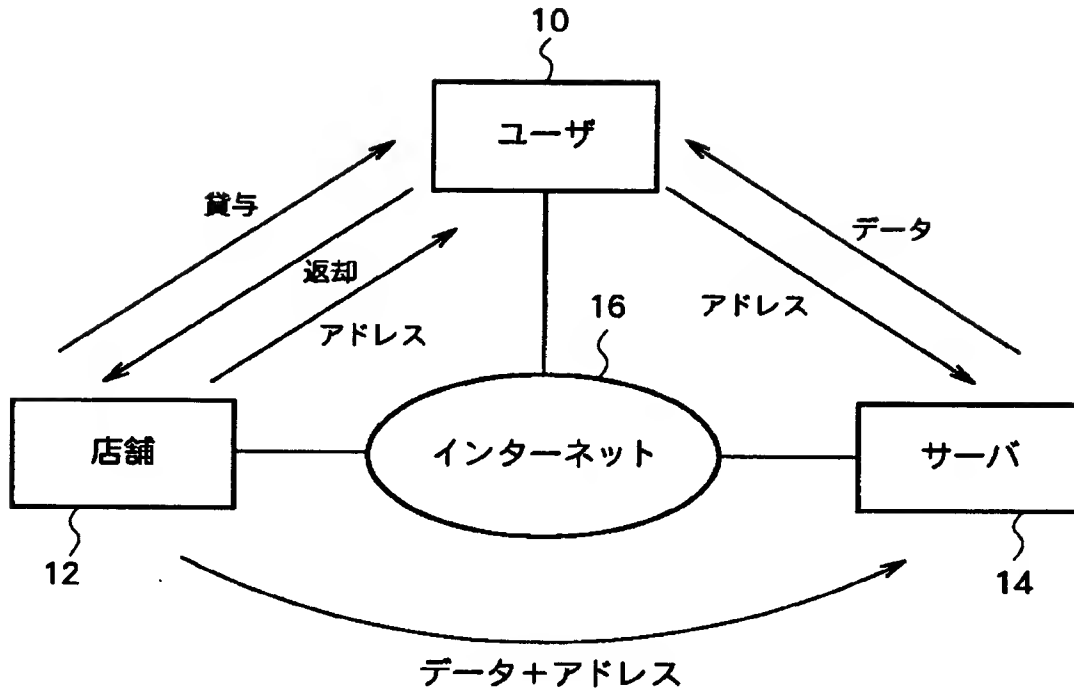 10
ユーザ
貸与
返却
アドレス
データ
アドレス
16
店舗
インターネット
サーバ
12
14
データ+アドレス